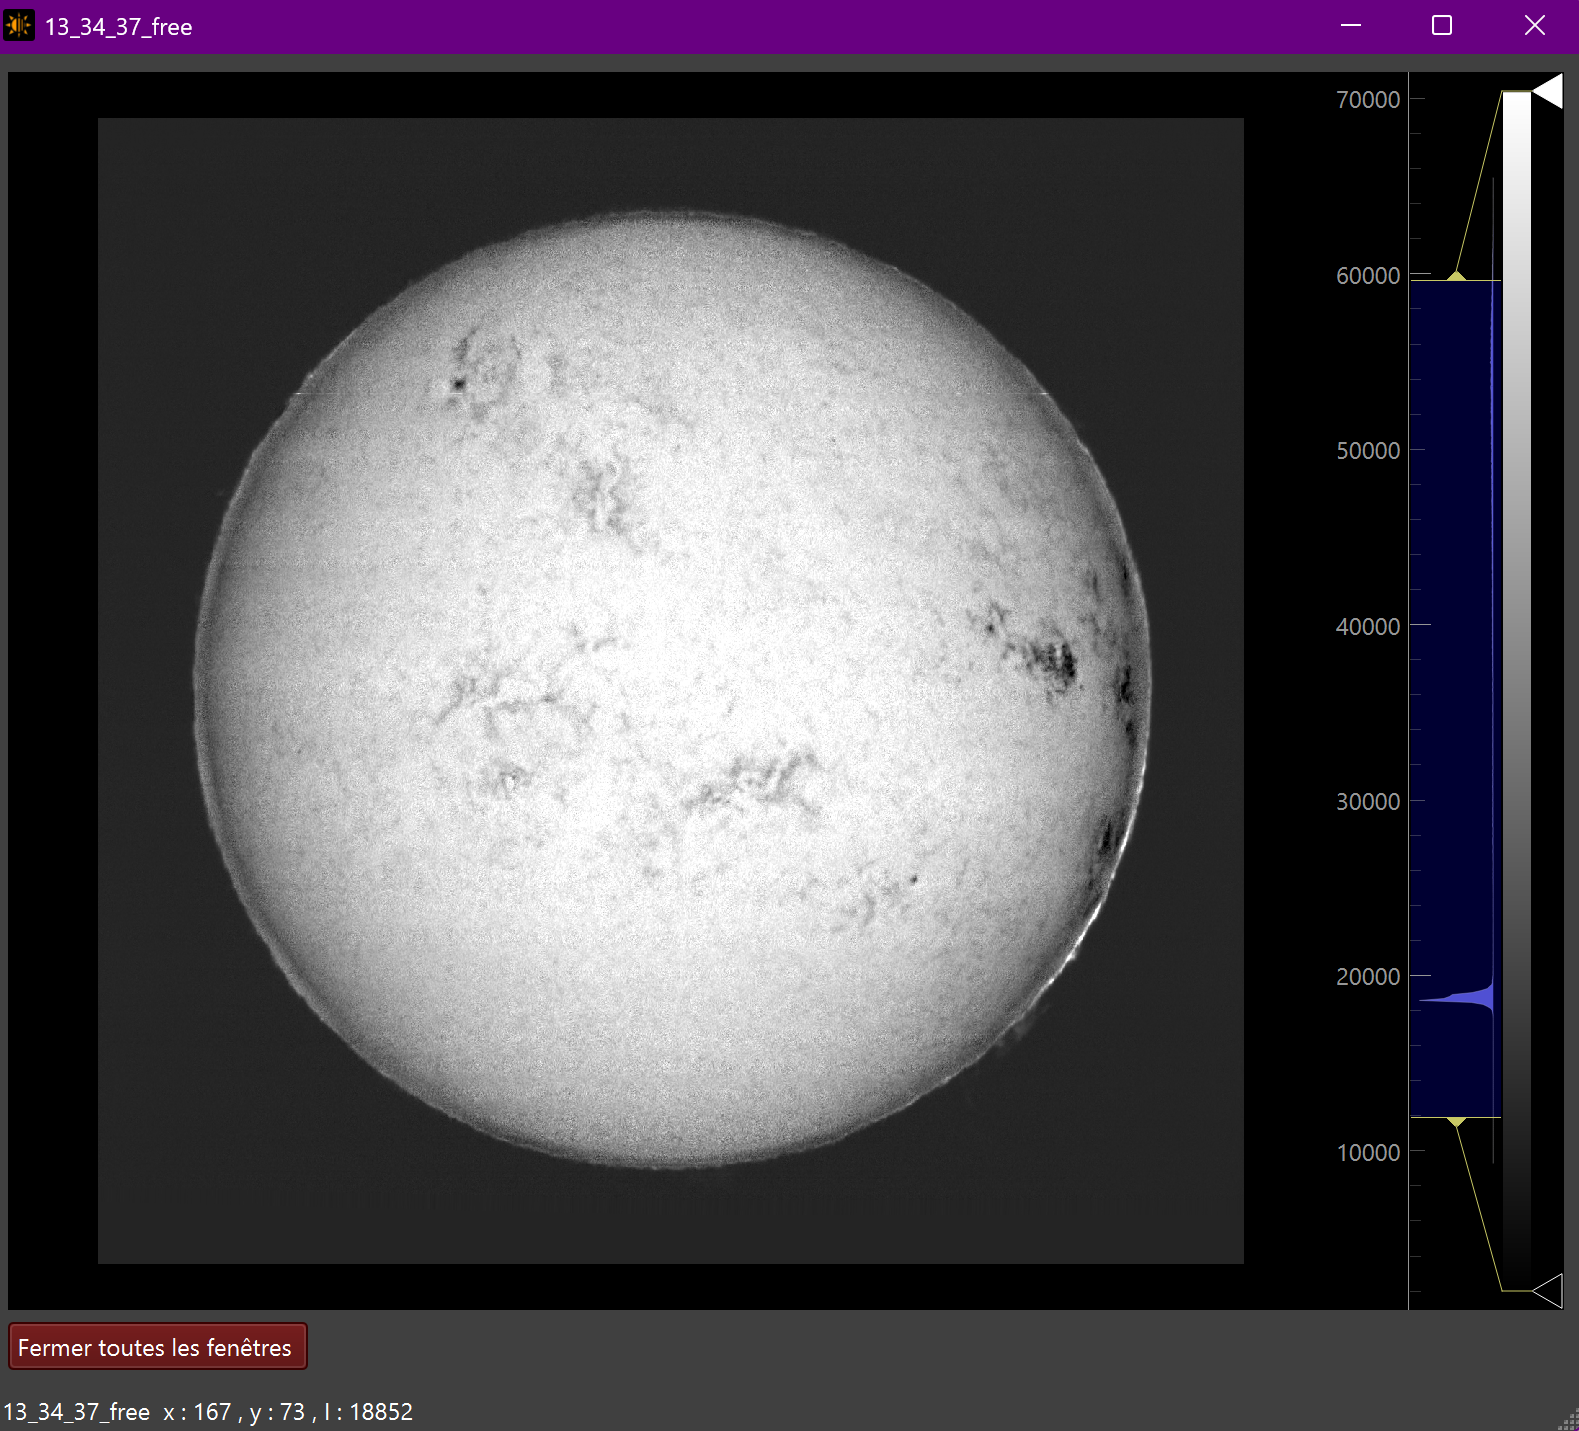 13_34_37_free
70000
60000
50000
40000
30000
20000
10000
Fermer toutes les fenêtres
13_34_37_free x : 167 , y : 73 , I : 18852